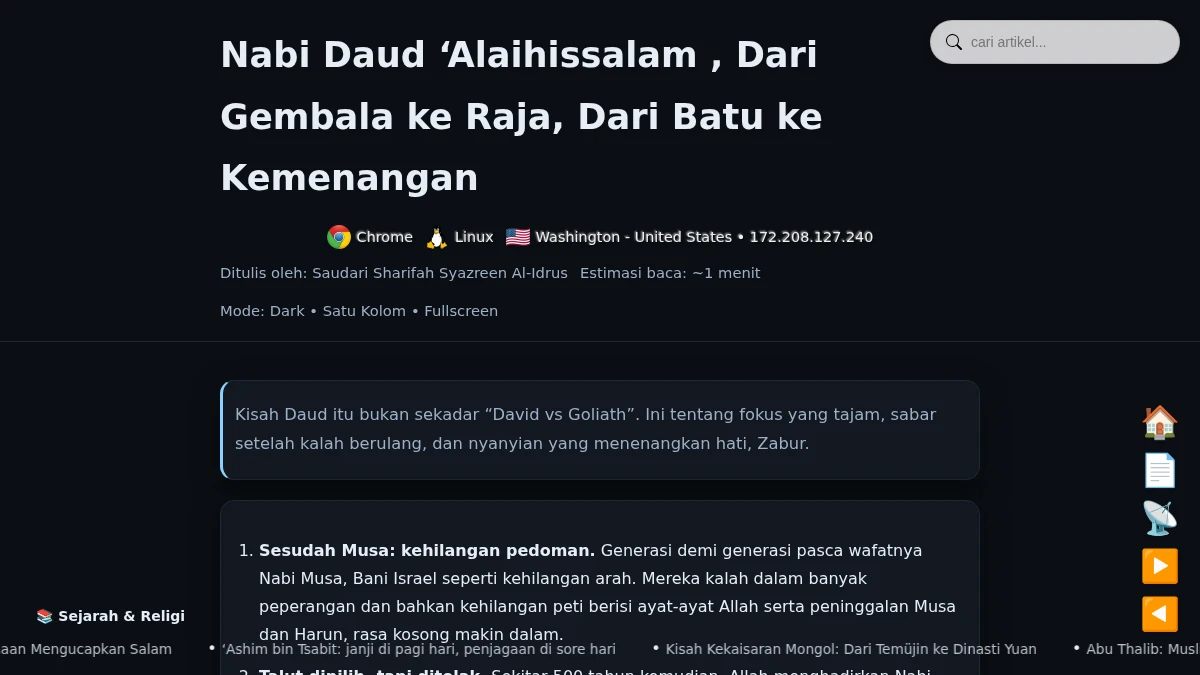 cari artikel...
Nabi Daud ‘Alaihissalam , Dari
Gembala ke Raja, Dari Batu ke
Kemenangan
Chrome Linux Washington - United States • 172.208.127.240
Ditulis oleh: Saudari Sharifah Syazreen Al-Idrus Estimasi baca: ~1 menit
Mode: Dark • Satu Kolom • Fullscreen
Kisah Daud itu bukan sekadar “David vs Goliath”. Ini tentang fokus yang tajam, sabar
setelah kalah berulang, dan nyanyian yang menenangkan hati, Zabur.
1. Sesudah Musa: kehilangan pedoman. Generasi demi generasi pasca wafatnya
Nabi Musa, Bani Israel seperti kehilangan arah. Mereka kalah dalam banyak
peperangan dan bahkan kehilangan peti berisi ayat-ayat Allah serta peninggalan Musa
dan Harun, rasa kosong makin dalam.
Sejarah & Religi
aan Mengucapkan Salam • ‘Ashim bin Tsabit: janji di pagi hari, penjagaan di sore hari • Kisah Kekaisaran Mongol: Dari Temüjin ke Dinasti Yuan • Abu Thalib: Musl
2. Talut dipilih, tapi ditolak. Sekitar 500 tahun kemudian, Allah menghadirkan Nabi